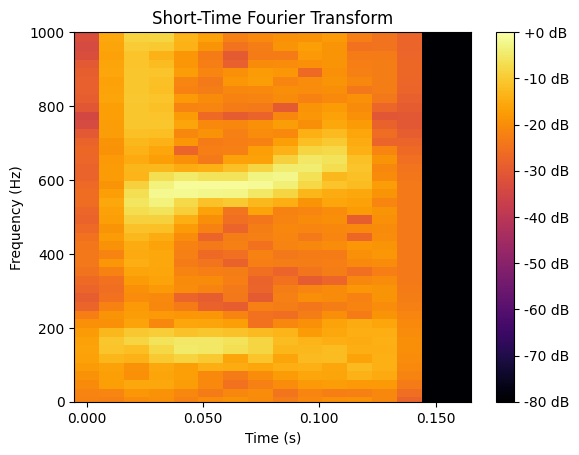 Short-Time Fourier Transform
1000
800
600
400
200
0
Frequency (Hz)
0.000
0.050
0.100
0.150
Time (s)
+0 dB
-10 dB
-20 dB
-30 dB
-40 dB
-50 dB
-60 dB
-70 dB
-80 dB